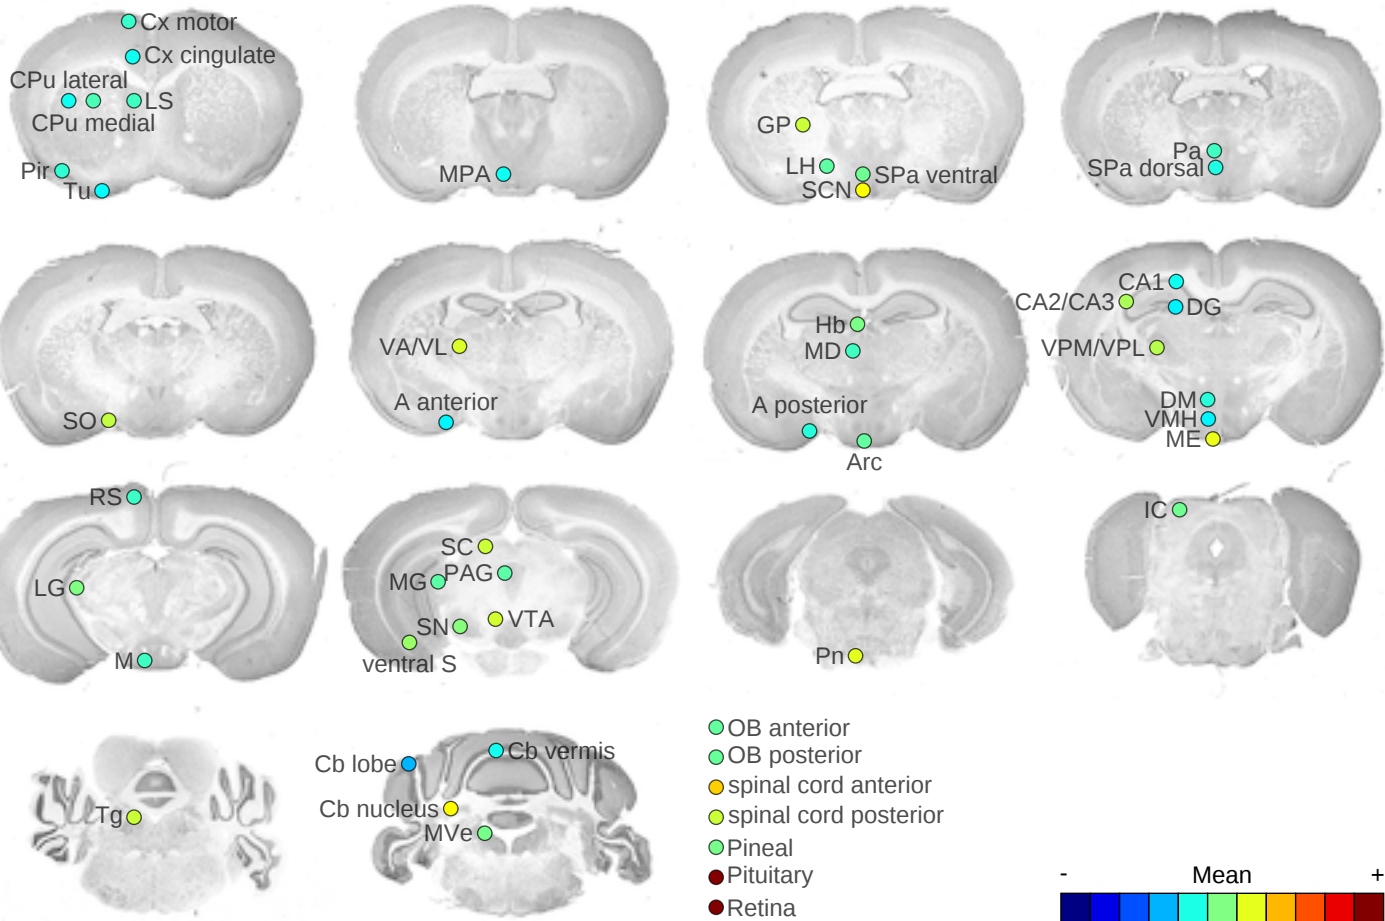 Cx motor
Cx cingulate
CPu lateral
LS
CPu medial
Pir
Tu
MPA
GP
LH
SPa ventral
SCN
Pa
SPa dorsal
SO
VA/VL
A anterior
Hb
MD
A posterior
Arc
CA1
CA2/CA3
DG
VPM/VPL
DM
VMH
ME
RS
LG
M
SC
MG PAG
SN VTA
ventral S
Pn
IC
Tg
Cb lobe
Cb vermis
Cb nucleus
MVe
OB anterior
OB posterior
spinal cord anterior
spinal cord posterior
Pineal
Pituitary
Retina
- Mean +